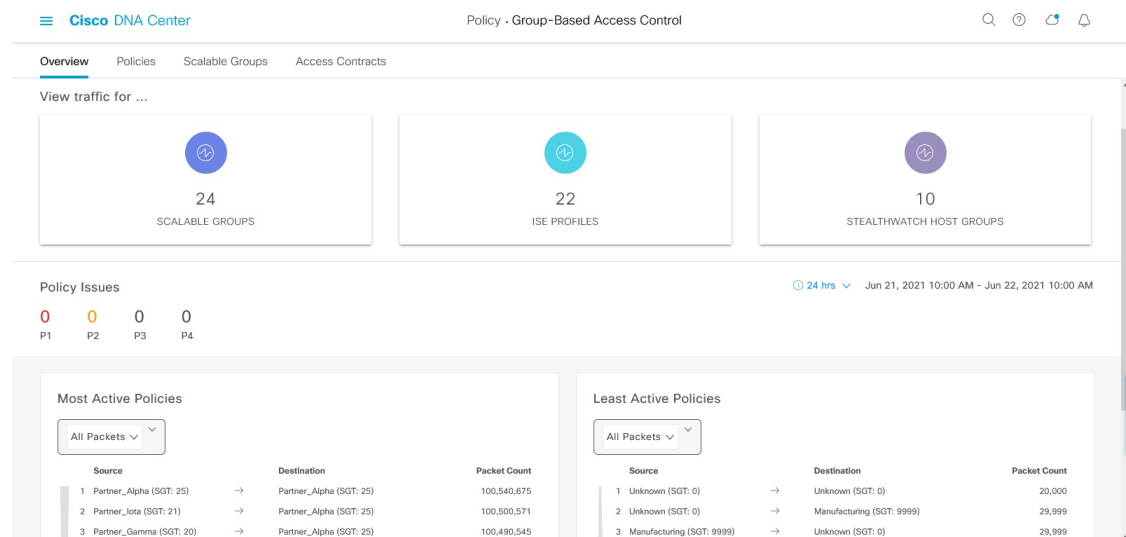 Cisco DNA Center
Policy · Group-Based Access Control
Overview Policies Scalable Groups Access Contracts
View traffic for ...
24
SCALABLE GROUPS
22
ISE PROFILES
10
STEALTHWATCH HOST GROUPS
Policy Issues
24 hrs Jun 21, 2021 10:00 AM - Jun 22, 2021 10:00 AM
0 0 0 0
P1 P2 P3 P4
Most Active Policies
All Packets
Source Destination Packet Count
1 Partner_Alpha (SGT: 25) → Partner_Alpha (SGT: 25) 100,540,675
2 Partner_Iota (SGT: 21) → Partner_Alpha (SGT: 25) 100,500,571
3 Partner_Gamma (SGT: 20) → Partner_Alpha (SGT: 25) 100,490,545
Least Active Policies
All Packets
Source Destination Packet Count
1 Unknown (SGT: 0) → Unknown (SGT: 0) 20,000
2 Unknown (SGT: 0) → Manufacturing (SGT: 9999) 29,999
3 Manufacturing (SGT: 9999) → Unknown (SGT: 0) 29,999